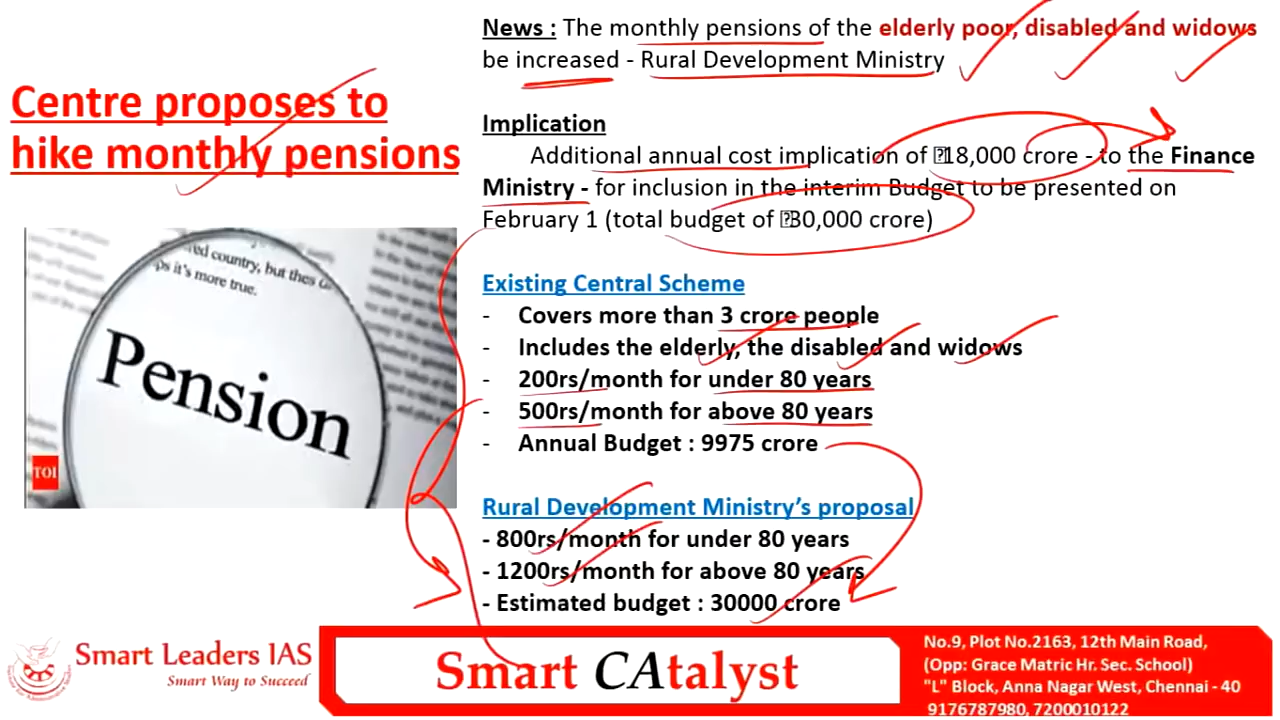 Centre proposes to
hike monthly pensions
ed country, but thes
ps it's more true.
Pension
TOI
News : The monthly pensions of the elderly poor, disabled and widows
be increased - Rural Development Ministry
Implication
Additional annual cost implication of 18,000 crore - to the Finance
Ministry - for inclusion in the interim Budget to be presented on
February 1 (total budget of 30,000 crore)
Existing Central Scheme
- Covers more than 3 crore people
- Includes the elderly, the disabled and widows
- 200rs/month for under 80 years
- 500rs/month for above 80 years
- Annual Budget : 9975 crore
Rural Development Ministry’s proposal
- 800rs/month for under 80 years
- 1200rs/month for above 80 years
- Estimated budget : 30000 crore
Smart Leaders IAS
Smart Way to Succeed
Smart CAtalyst
No.9, Plot No.2163, 12th Main Road,
(Opp: Grace Matric Hr. Sec. School)
"L" Block, Anna Nagar West, Chennai - 40
9176787980, 7200010122